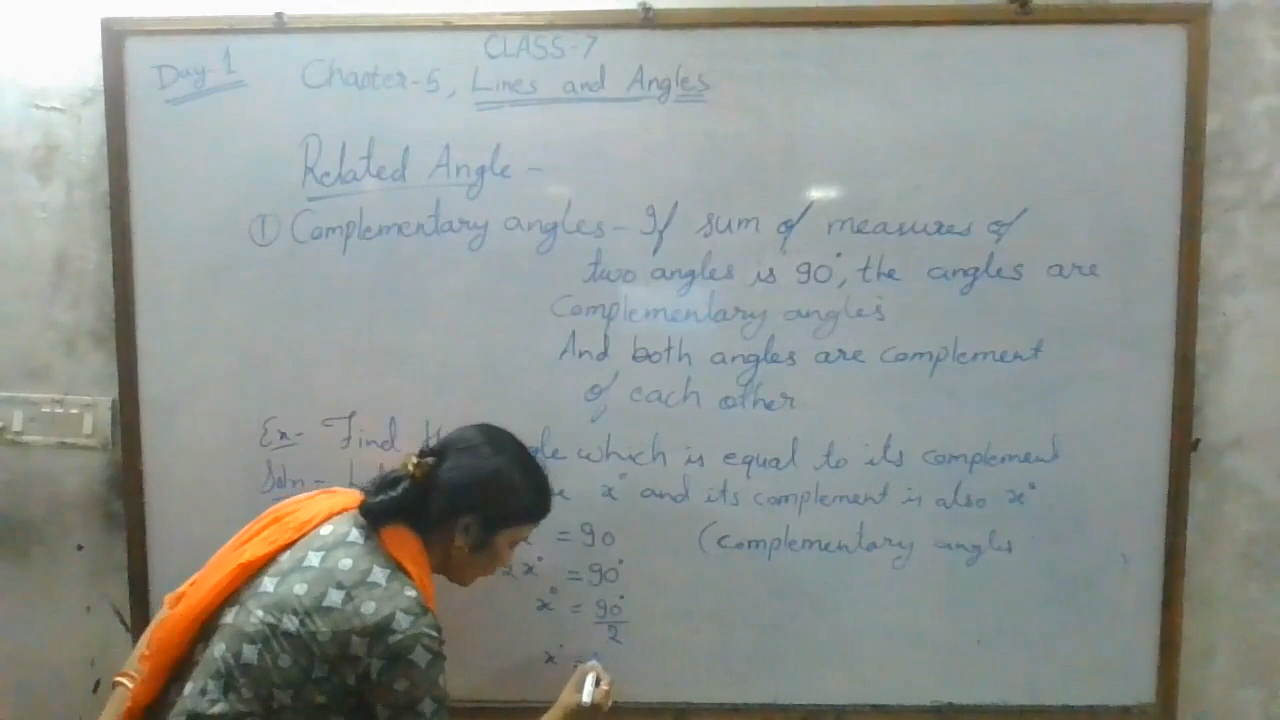 CLASS-7
Day-1 Chapter-5, Lines and Angles
Related Angle -
① Complementary angles - If sum of measures of
two angles is 90°, the angles are
Complementary angles
And both angles are complement
of each other
Ex- Find which is equal to its complement
Soln - x° and its complement is also x°
= 90 (complementary angles
2x° = 90°
x° = 90°/2
x° =